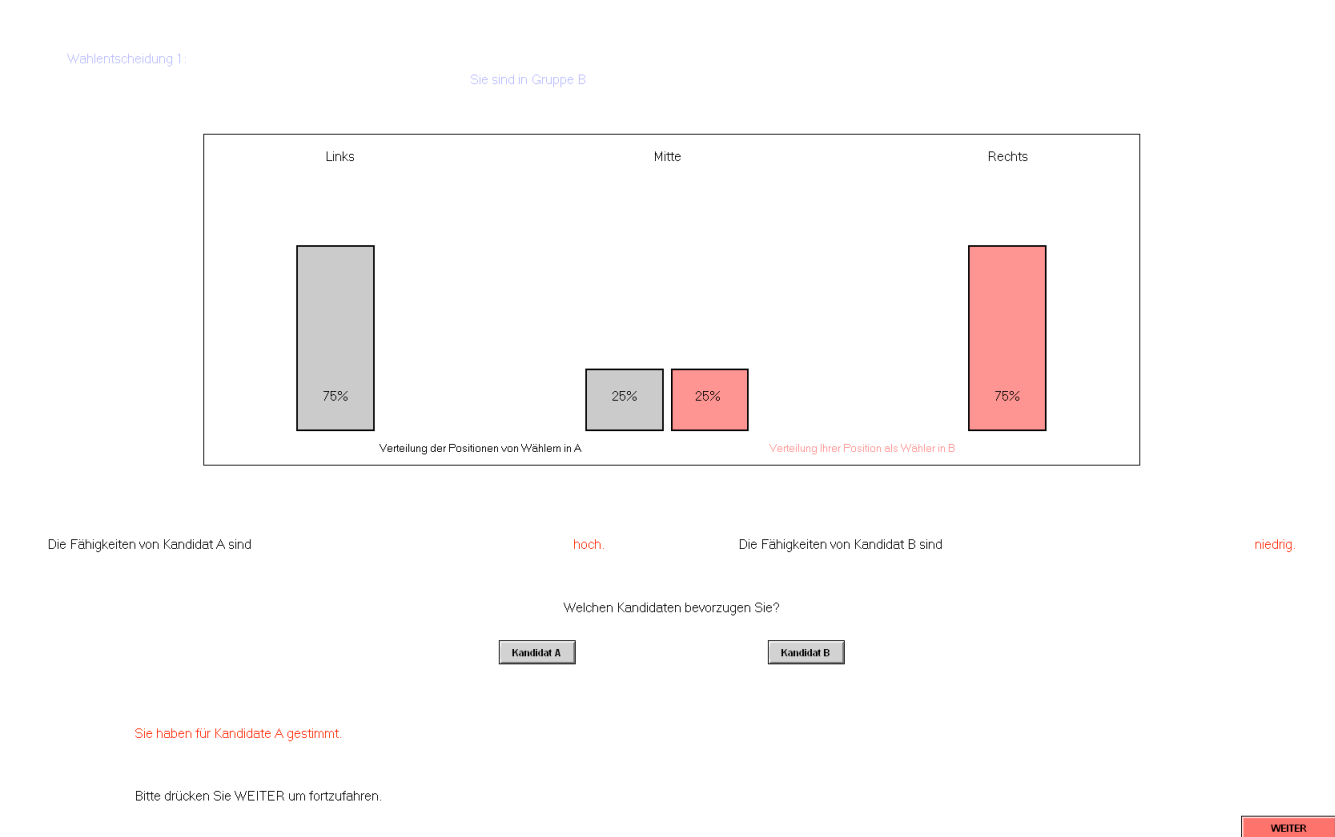 Wahlentscheidung 1:
Sie sind in Gruppe B
Links Mitte Rechts
75% 25% 25% 75%
Verteilung der Positionen von Wählern in A Verteilung Ihrer Position als Wähler in B
Die Fähigkeiten von Kandidat A sind hoch. Die Fähigkeiten von Kandidat B sind niedrig.
Welchen Kandidaten bevorzugen Sie?
Kandidat A Kandidat B
Sie haben für Kandidate A gestimmt.
Bitte drücken Sie WEITER um fortzufahren.
WEITER